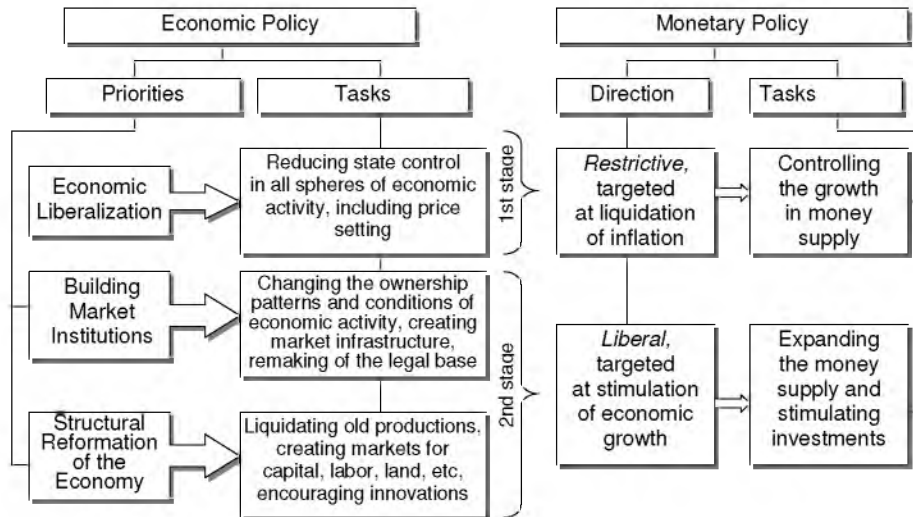 Economic Policy
Monetary Policy
Priorities
Tasks
Direction
Tasks
Economic
Liberalization
Reducing state control
in all spheres of economic
activity, including price
setting
1st stage
Restrictive,
targeted
at liquidation
of inflation
Controlling
the growth
in money
supply
Building
Market
Institutions
Changing the ownership
patterns and conditions of
economic activity, creating
market infrastructure,
remaking of the legal base
2nd stage
Liberal,
targeted
at stimulation
of economic
growth
Expanding
the money
supply and
stimulating
investments
Structural
Reformation
of the
Economy
Liquidating old productions,
creating markets for
capital, labor, land, etc,
encouraging innovations